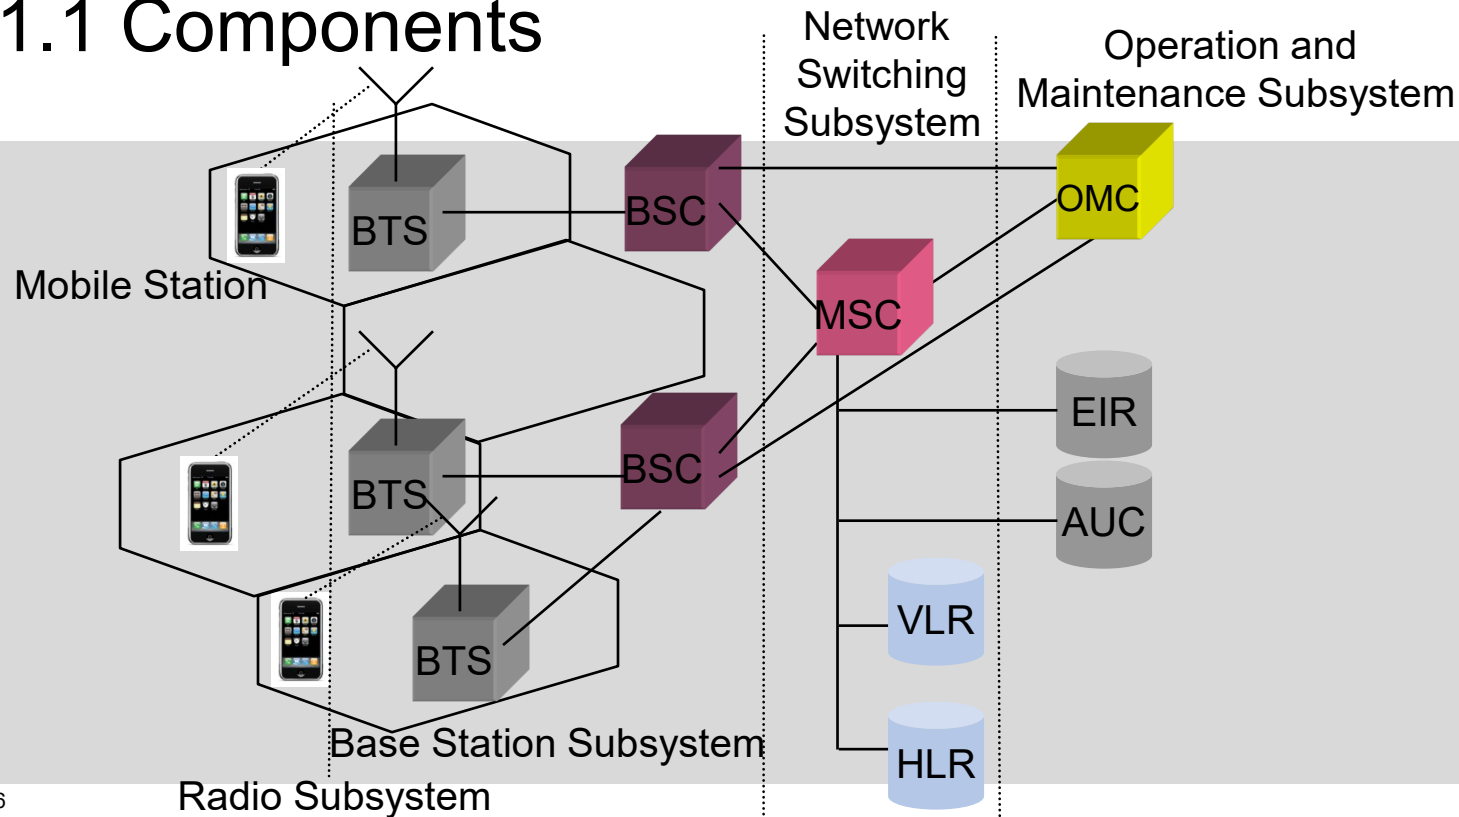 1.1 Components
Network
Switching
Subsystem
Operation and
Maintenance Subsystem
BTS
BSC
OMC
Mobile Station
MSC
EIR
BTS
BSC
AUC
VLR
BTS
Base Station Subsystem
HLR
Radio Subsystem
6